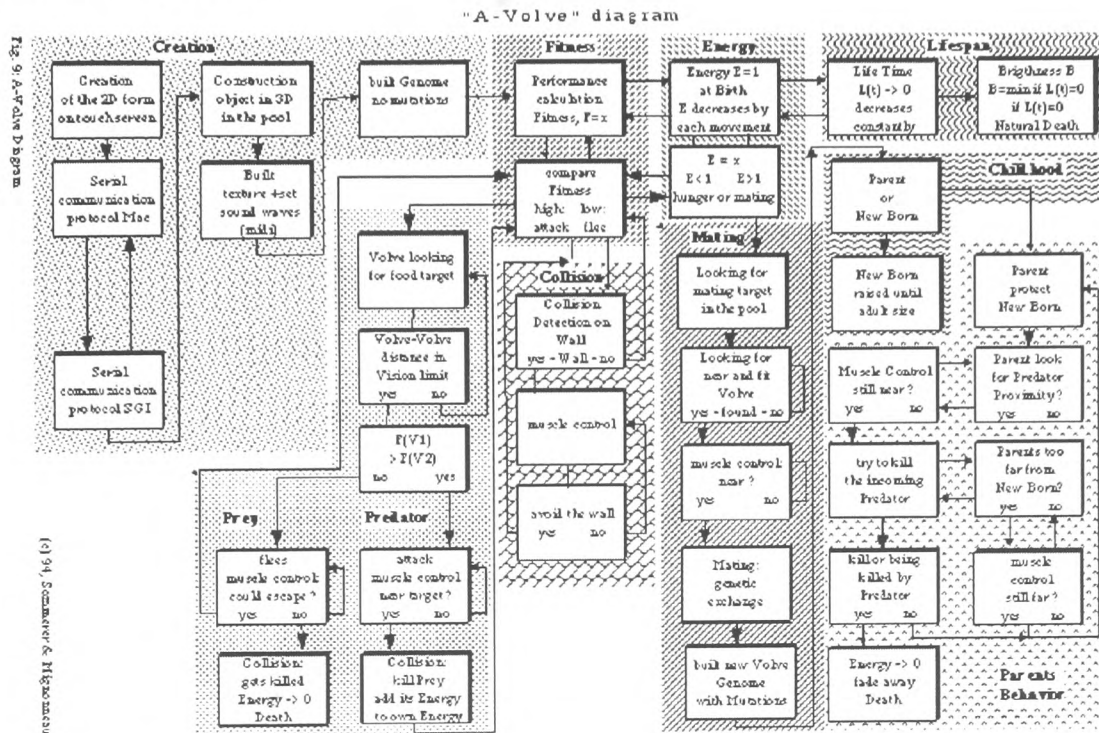 "A-Volve" diagram
Fig. 9: A-Volve Diagram
Creation
Creation
of the 2D form
on touchscreen
Serial
communication
protocol Mac
Serial
communication
protocol SGI
Construction
object in 3D
in the pool
Built
texture +set
sound waves
(midi)
built Genome
no mutations
Fitness
Performance
calculation
Fitness, F=x
compare
Fitness
high: low:
attack flee
Energy
Energy E=1
at Birth
E decreases by
each movement
E = x
E<1 E>1
hunger or mating
Lifespan
Life Time
L(t) -> 0
decreases
constantly
Brigthness B
B=min if L(t)=0
if L(t)=0
Natural Death
Volve looking
for food target
Volve-Volve
distance in
Vision limit
yes no
F(V1)
> F(V2)
no yes
Prey
flees
muscle control:
could escape?
yes no
Collision:
gets killed
Energy -> 0
Death
Predator
attack
muscle control
near target?
yes no
Collision:
kill Prey
add its Energy
to own Energy
Collision
Collision
Detection on
Wall
yes - Wall - no
muscle control
avoid the wall
yes no
Mating
Looking for
mating target
in the pool
Looking for
near and fit
Volve
yes - found - no
muscle control:
near?
yes no
Mating:
genetic
exchange
built new Volve
Genome
with Mutations
Childhood
Parent
or
New Born
New Born
raised until
adult size
Parent
protect
New Born
Muscle Control
still near?
yes no
Parent look
for Predator
Proximity?
yes no
try to kill
the incoming
Predator
Parents too
far from
New Born?
yes no
kill or being
killed by
Predator
yes no
muscle
control
still far?
yes no
Energy -> 0
fade away
Death
Parents
Behavior
(c) 94, Sommerer & Mignonneau